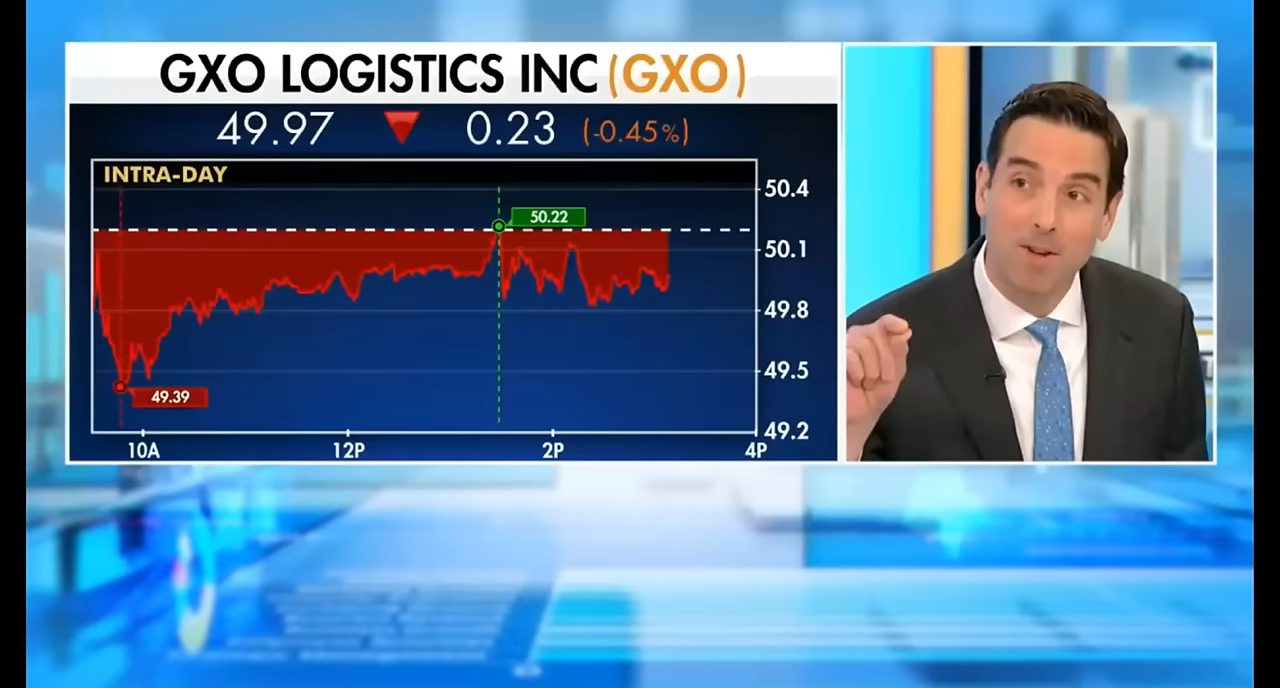 GXO LOGISTICS INC (GXO)
49.97 ▼ 0.23 (-0.45%)
INTRA-DAY
50.4
50.22
50.1
49.8
49.5
49.39
49.2
10A 12P 2P 4P